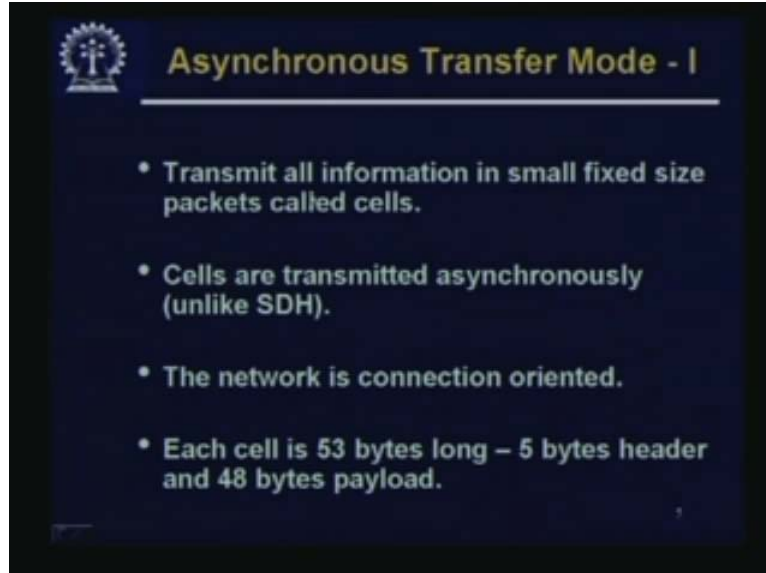 Asynchronous Transfer Mode - I
• Transmit all information in small fixed size
packets called cells.
• Cells are transmitted asynchronously
(unlike SDH).
• The network is connection oriented.
• Each cell is 53 bytes long – 5 bytes header
and 48 bytes payload.